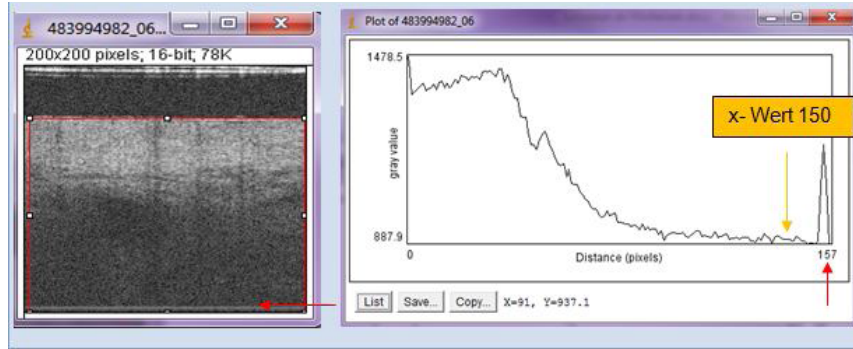 483994982_06...
200x200 pixels; 16-bit; 78K
Plot of 483994982_06
1478.5
gray value
887.9
0
Distance (pixels)
157
x- Wert 150
List
Save...
Copy...
X=91, Y=937.1